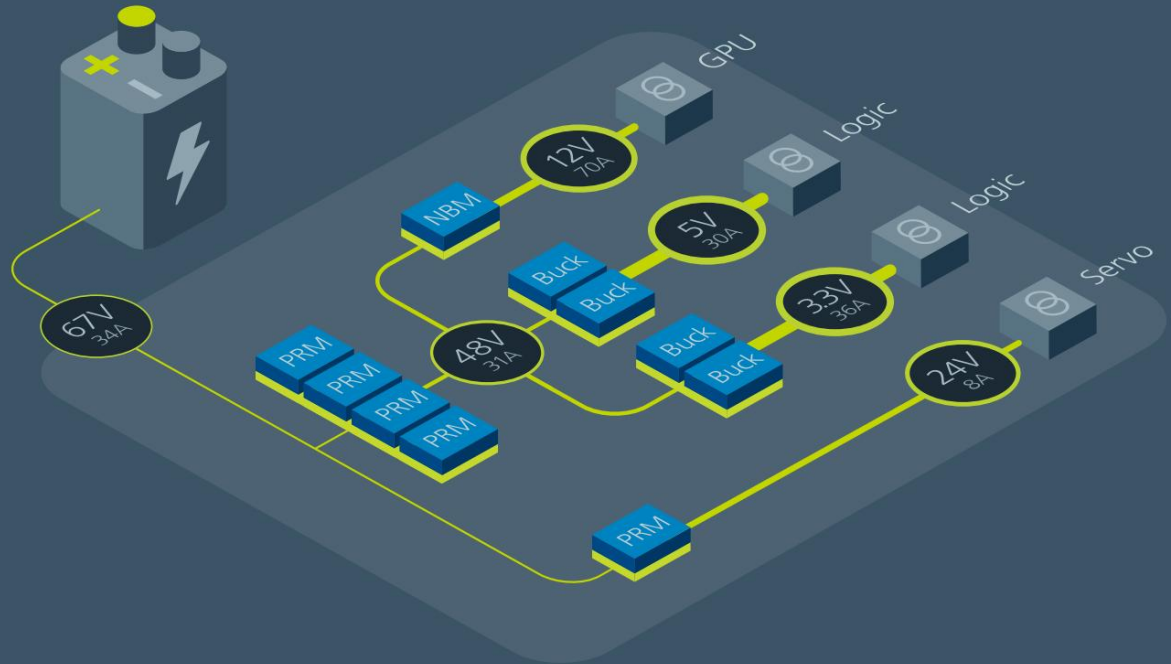 GPU
12V
70A
NBM
Logic
5V
30A
Buck
Buck
Logic
3.3V
36A
Buck
Buck
Servo
24V
8A
67V
34A
48V
31A
PRM
PRM
PRM
PRM
PRM